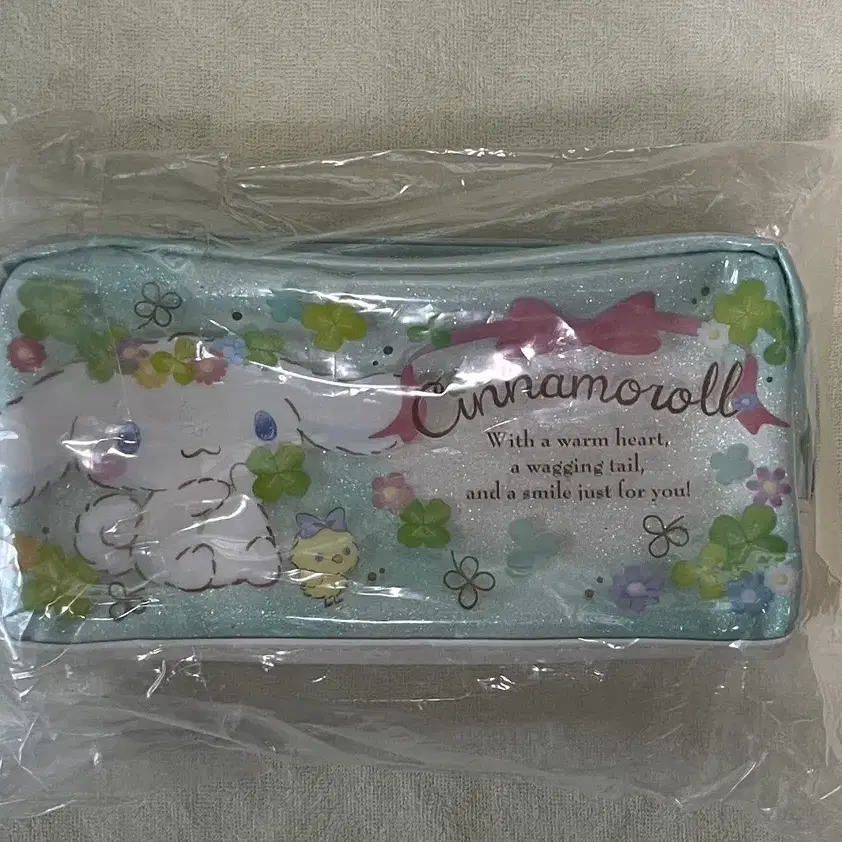 Cinnamoroll
With a warm heart,
a wagging tail,
and a smile just for you!